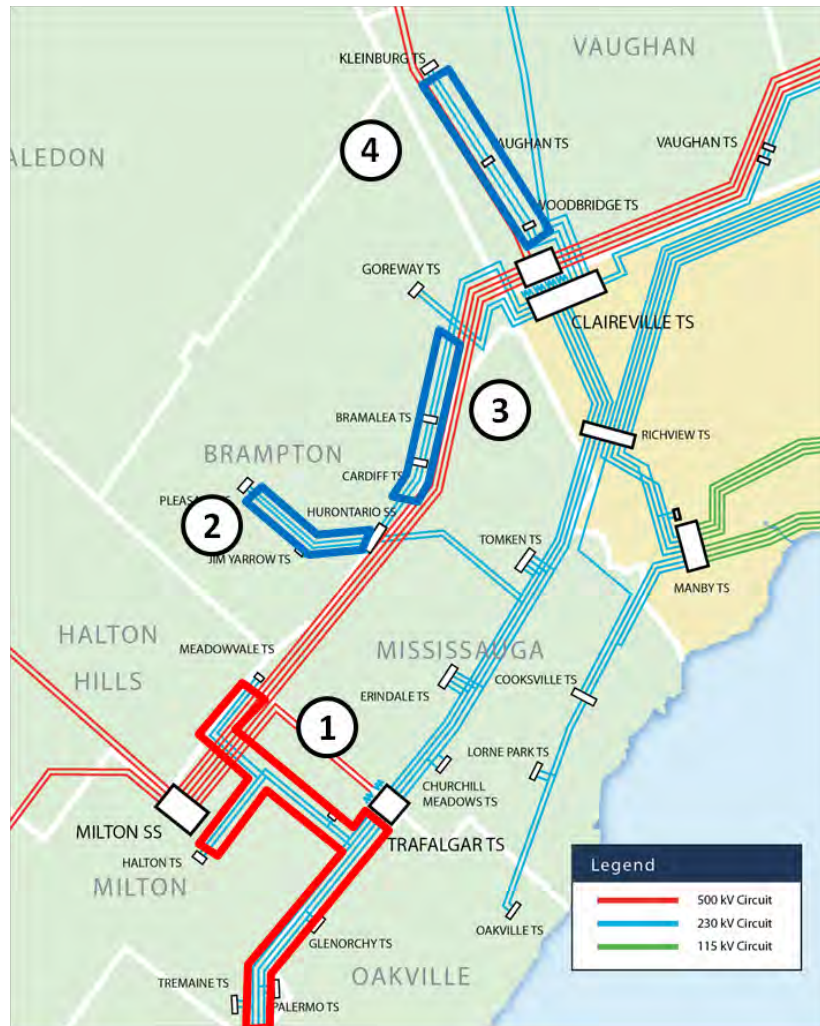 VAUGHAN
KLEINBURG TS
4
AUGHAN TS
VAUGHAN TS
ALEDON
WOODBRIDGE TS
GOREWAY TS
CLAIREVILLE TS
3
BRAMALEA TS
RICHVIEW TS
BRAMPTON
CARDIFF TS
PLEASA
HURONTARIO SS
2
TOMKEN TS
JIM YARROW TS
MANBY TS
HALTON
HILLS
MEADOWVALE TS
MISSISSAUGA
COOKSVILLE TS
ERINDALE TS
1
LORNE PARK TS
CHURCHILL
MEADOWS TS
MILTON SS
TRAFALGAR TS
HALTON TS
MILTON
Legend
500 kV Circuit
230 kV Circuit
115 kV Circuit
OAKVILLE TS
GLENORCHY TS
OAKVILLE
TREMAINE TS
PALERMO TS